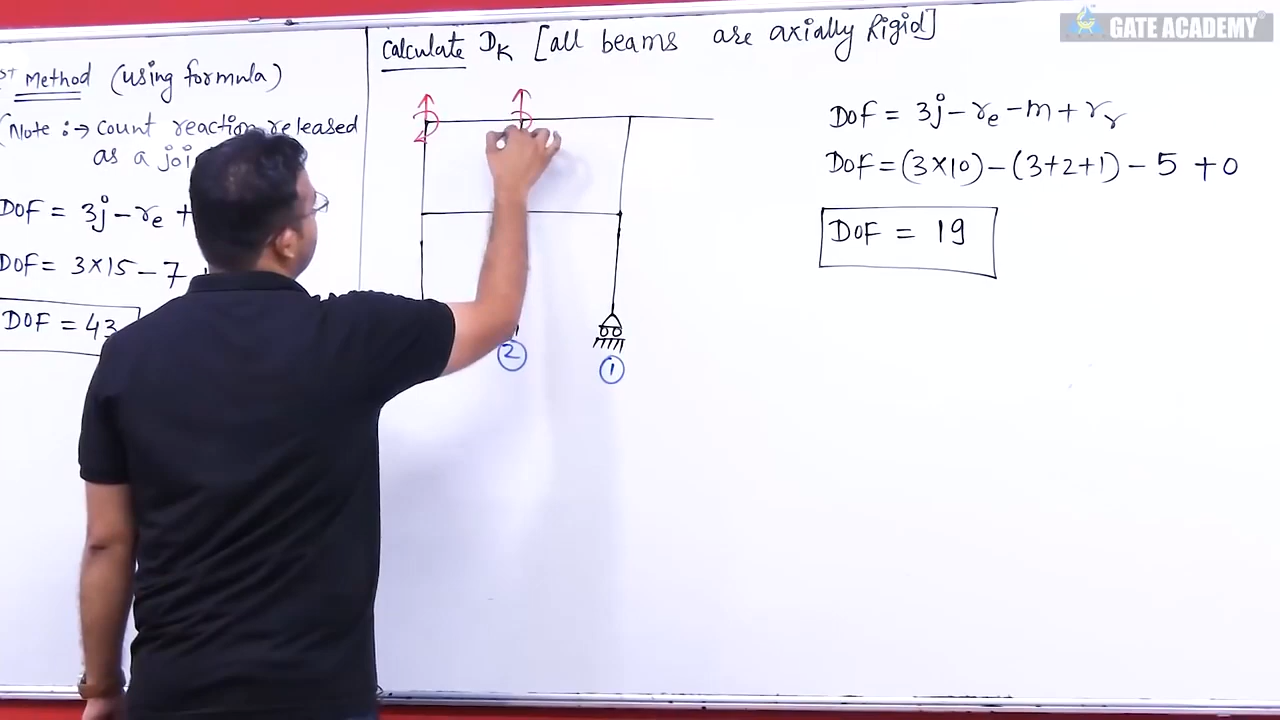 ST Method (using formula)
(Note :→ Count reaction released
as a joi
DOF = 3j - re +
DOF = 3×15 - 7
DOF = 43
Calculate DK [all beams are axially Rigid]
2
②
①
DOF = 3j - re - m + rr
DOF = (3×10) - (3+2+1) - 5 + 0
DOF = 19
GATE ACADEMY